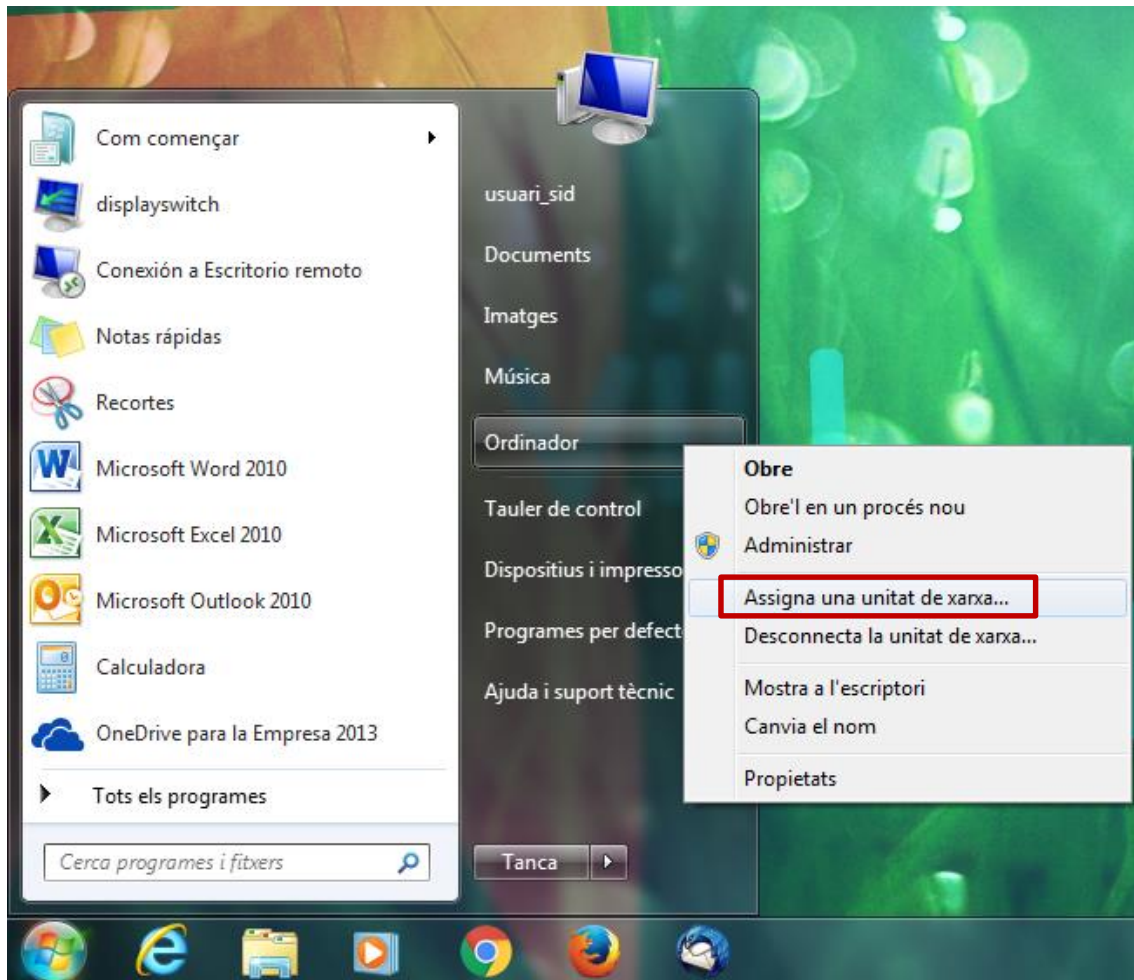 Com començar
displayswitch
Conexión a Escritorio remoto
Notas rápidas
Recortes
Microsoft Word 2010
Microsoft Excel 2010
Microsoft Outlook 2010
Calculadora
OneDrive para la Empresa 2013
Tots els programes
Cerca programes i fitxers
usuari_sid
Documents
Imatges
Música
Ordinador
Tauler de control
Dispositius i impresso
Programes per defect
Ajuda i suport tècnic
Tanca
Obre
Obre'l en un procés nou
Administrar
Assigna una unitat de xarxa...
Desconnecta la unitat de xarxa...
Mostra a l'escriptori
Canvia el nom
Propietats